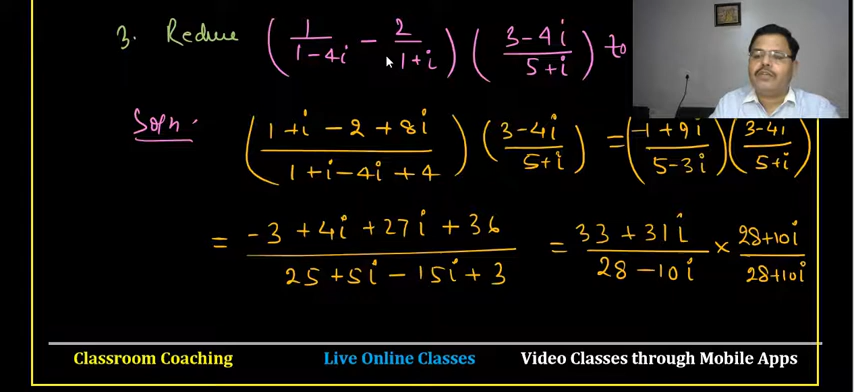 3. Reduce (1/(1-4i) - 2/(1+i)) ((3-4i)/(5+i)) to
Soln:
((1+i-2+8i)/(1+i-4i+4)) ((3-4i)/(5+i)) = ((-1+9i)/(5-3i)) ((3-4i)/(5+i))
= (-3+4i+27i+36)/(25+5i-15i+3) = (33+31i)/(28-10i) × (28+10i)/(28+10i)
Classroom Coaching Live Online Classes Video Classes through Mobile Apps